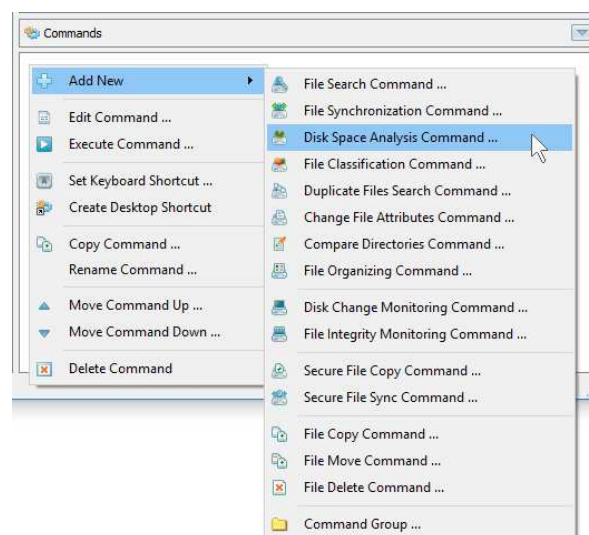 Commands
Add New
Edit Command ...
Execute Command ...
Set Keyboard Shortcut ...
Create Desktop Shortcut
Copy Command ...
Rename Command ...
Move Command Up ...
Move Command Down ...
Delete Command
File Search Command ...
File Synchronization Command ...
Disk Space Analysis Command ...
File Classification Command ...
Duplicate Files Search Command ...
Change File Attributes Command ...
Compare Directories Command ...
File Organizing Command ...
Disk Change Monitoring Command ...
File Integrity Monitoring Command ...
Secure File Copy Command ...
Secure File Sync Command ...
File Copy Command ...
File Move Command ...
File Delete Command ...
Command Group ...